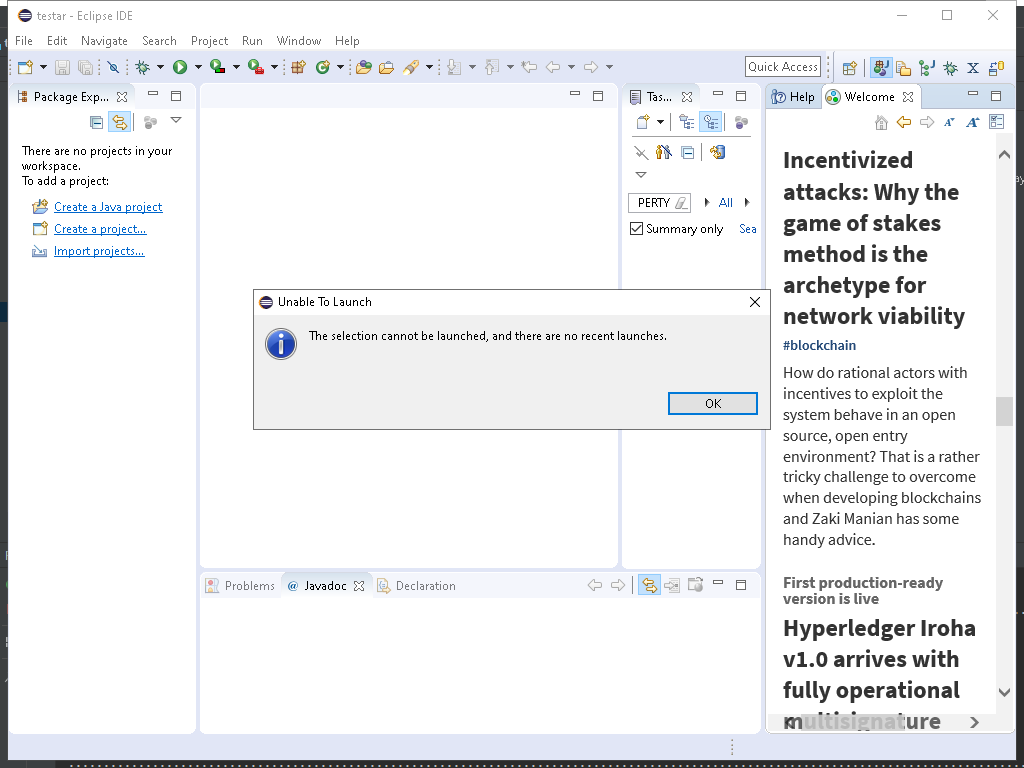 testar - Eclipse IDE
File Edit Navigate Search Project Run Window Help
Quick Access
Package Exp...
There are no projects in your
workspace.
To add a project:
Create a Java project
Create a project...
Import projects...
Tas...
PERTY
All
Summary only
Sea
Help
Welcome
Incentivized
attacks: Why the
game of stakes
method is the
archetype for
network viability
#blockchain
How do rational actors with
incentives to exploit the
system behave in an open
source, open entry
environment? That is a rather
tricky challenge to overcome
when developing blockchains
and Zaki Manian has some
handy advice.
First production-ready
version is live
Hyperledger Iroha
v1.0 arrives with
fully operational
multisignature
Unable To Launch
The selection cannot be launched, and there are no recent launches.
OK
Problems
@ Javadoc
Declaration